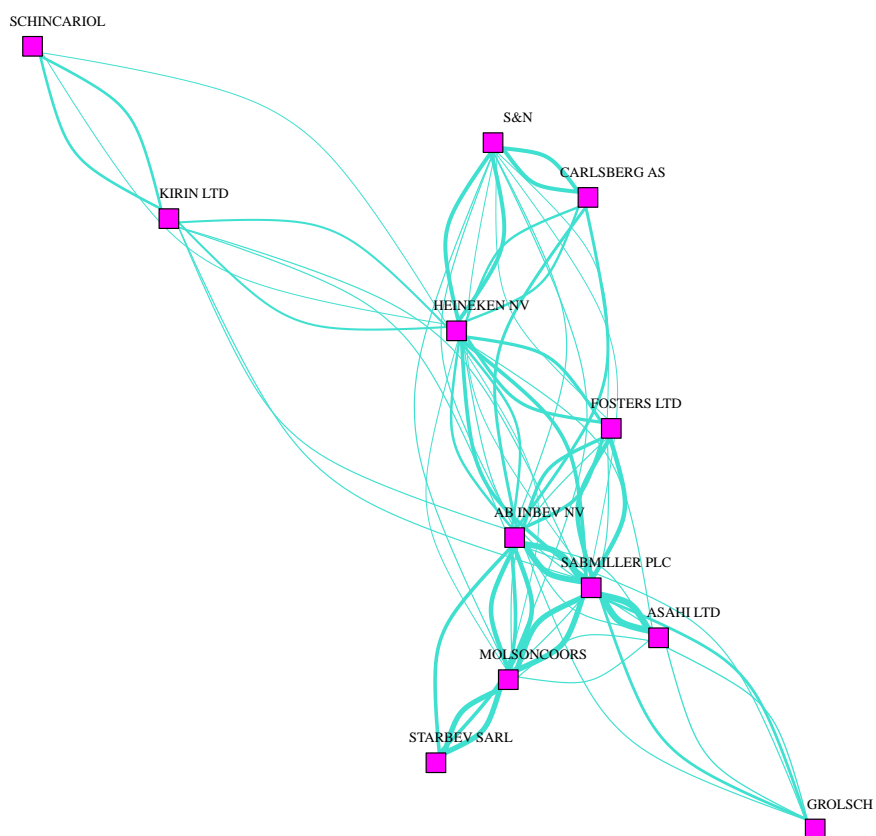 SCHINCARIOL
S&N
CARLSBERG AS
KIRIN LTD
HEINEKEN NV
FOSTERS LTD
AB INBEV NV
SABMILLER PLC
ASAHI LTD
MOLSONCOORS
STARBEV SARL
GROLSCH